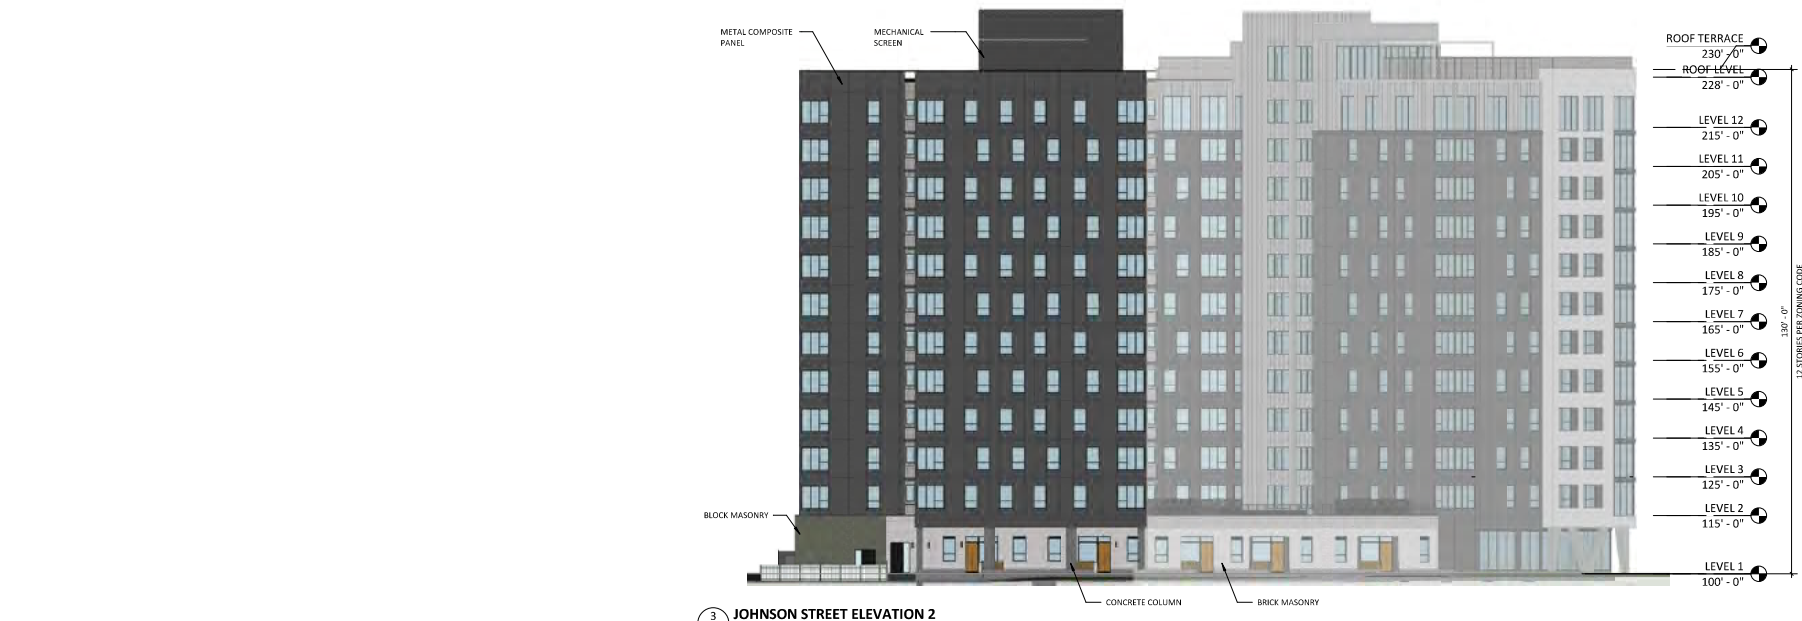 METAL COMPOSITE
PANEL
MECHANICAL
SCREEN
ROOF TERRACE
230' - 0"
ROOF LEVEL
228' - 0"
LEVEL 12
215' - 0"
LEVEL 11
205' - 0"
LEVEL 10
195' - 0"
LEVEL 9
185' - 0"
LEVEL 8
175' - 0"
LEVEL 7
165' - 0"
LEVEL 6
155' - 0"
LEVEL 5
145' - 0"
LEVEL 4
135' - 0"
LEVEL 3
125' - 0"
LEVEL 2
115' - 0"
LEVEL 1
100' - 0"
130' - 0"
12 STORIES PER ZONING CODE
BLOCK MASONRY
CONCRETE COLUMN
BRICK MASONRY
3 JOHNSON STREET ELEVATION 2